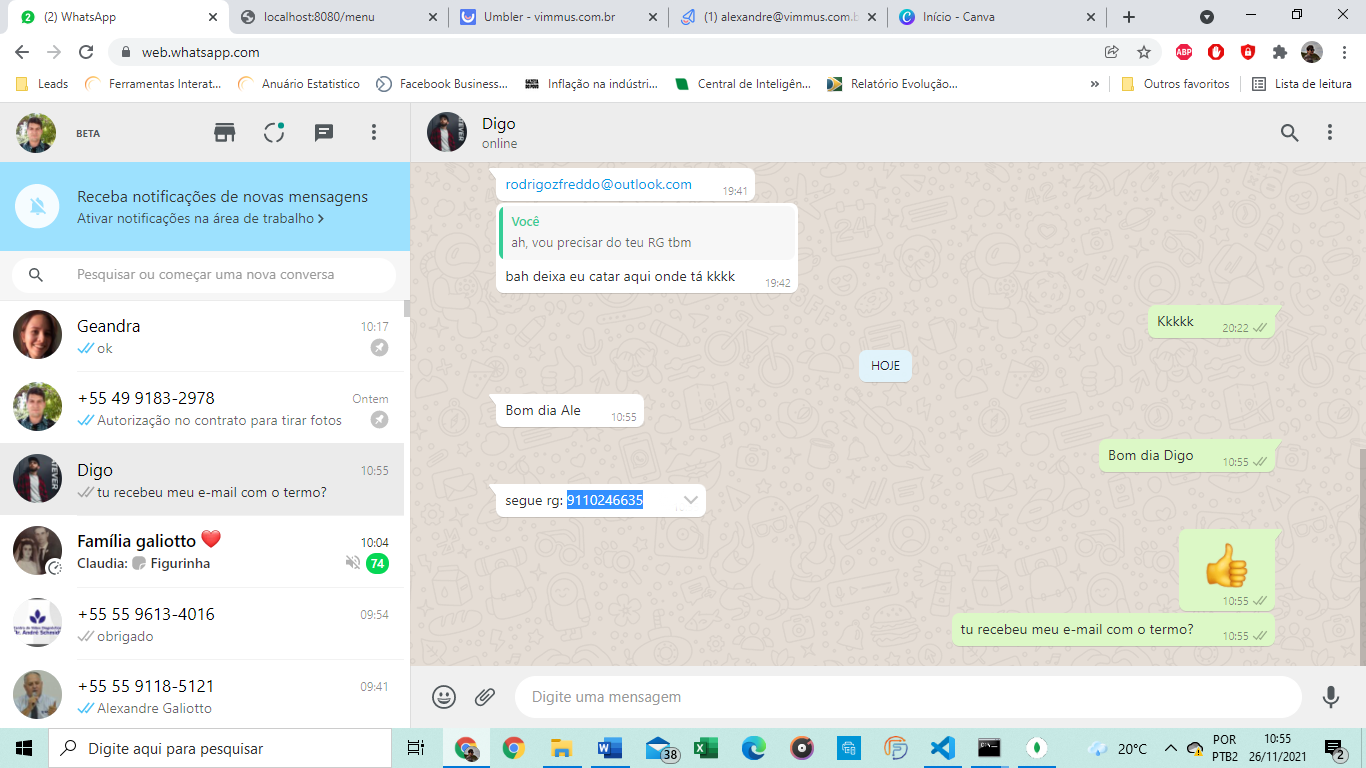 (2) WhatsApp
localhost:8080/menu
Umbler - vimmus.com.br
(1) alexandre@vimmus.com.b
Início - Canva
web.whatsapp.com
ABP
Leads
Ferramentas Interat...
Anuário Estatistico
Facebook Business...
Inflação na indústri...
Central de Inteligên...
Relatório Evolução...
»
Outros favoritos
Lista de leitura
BETA
Receba notificações de novas mensagens
Ativar notificações na área de trabalho
Pesquisar ou começar uma nova conversa
Geandra
10:17
ok
+55 49 9183-2978
Ontem
Autorização no contrato para tirar fotos
Digo
10:55
tu recebeu meu e-mail com o termo?
Família galiotto ❤️
10:04
Claudia: Figurinha
74
+55 55 9613-4016
09:54
obrigado
+55 55 9118-5121
09:41
Alexandre Galiotto
Digo
online
rodrigozfreddo@outlook.com
19:41
Você
ah, vou precisar do teu RG tbm
bah deixa eu catar aqui onde tá kkkk
19:42
Kkkkk
20:22
HOJE
Bom dia Ale
10:55
Bom dia Digo
10:55
segue rg: 9110246635
👍
10:55
tu recebeu meu e-mail com o termo?
10:55
Digite uma mensagem
Digite aqui para pesquisar
38
20°C
POR
PTB2
10:55
26/11/2021
2